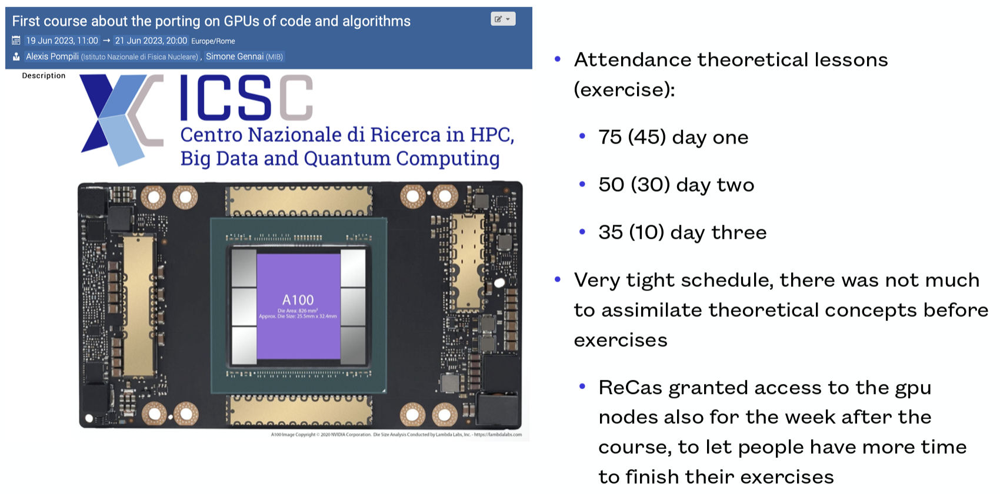 First course about the porting on GPUs of code and algorithms
19 Jun 2023, 11:00 → 21 Jun 2023, 20:00 Europe/Rome
Alexis Pompili (Istituto Nazionale di Fisica Nucleare) , Simone Gennai (MIB)
Description
ICSC
Centro Nazionale di Ricerca in HPC,
Big Data and Quantum Computing
A100
Die Area: 826 mm²
Approx. Die Size: 25.5mm x 32.4mm
A100 Image Copyright © 2020 NVIDIA Corporation. Die Size Analysis Conducted by Lambda Labs, Inc. - https://lambdalabs.com
• Attendance theoretical lessons
(exercise):
• 75 (45) day one
• 50 (30) day two
• 35 (10) day three
• Very tight schedule, there was not much
to assimilate theoretical concepts before
exercises
• ReCas granted access to the gpu
nodes also for the week after the
course, to let people have more time
to finish their exercises